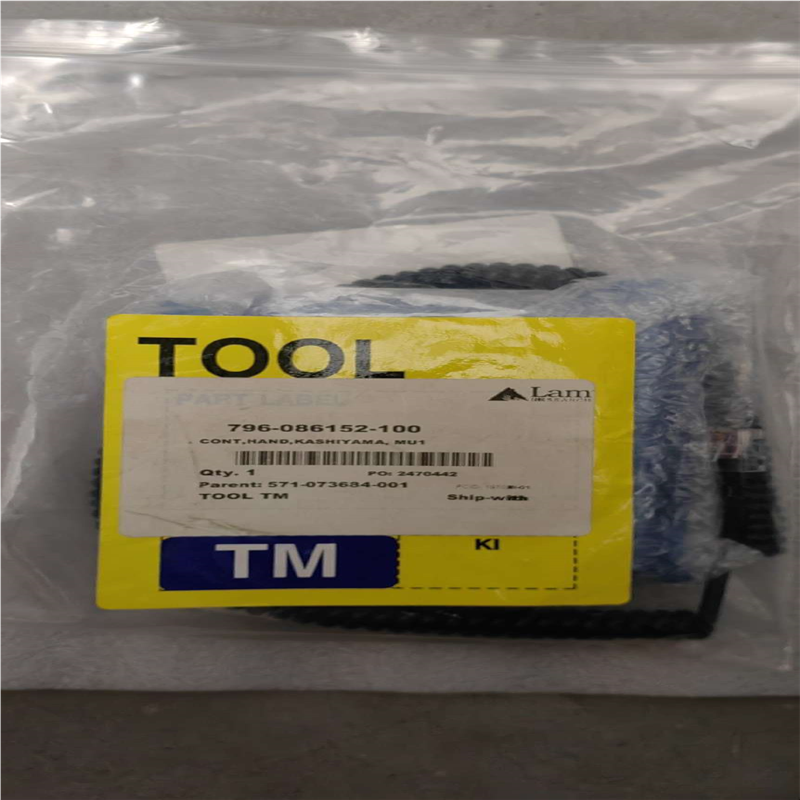 TOOL
PART LABEL
Lam
RESEARCH
796-086152-100
CONT,HAND,KASHIYAMA, MU1
Qty. 1 PO: 2470442
Parent: 571-073684-001
TOOL TM Ship-with
TM KI